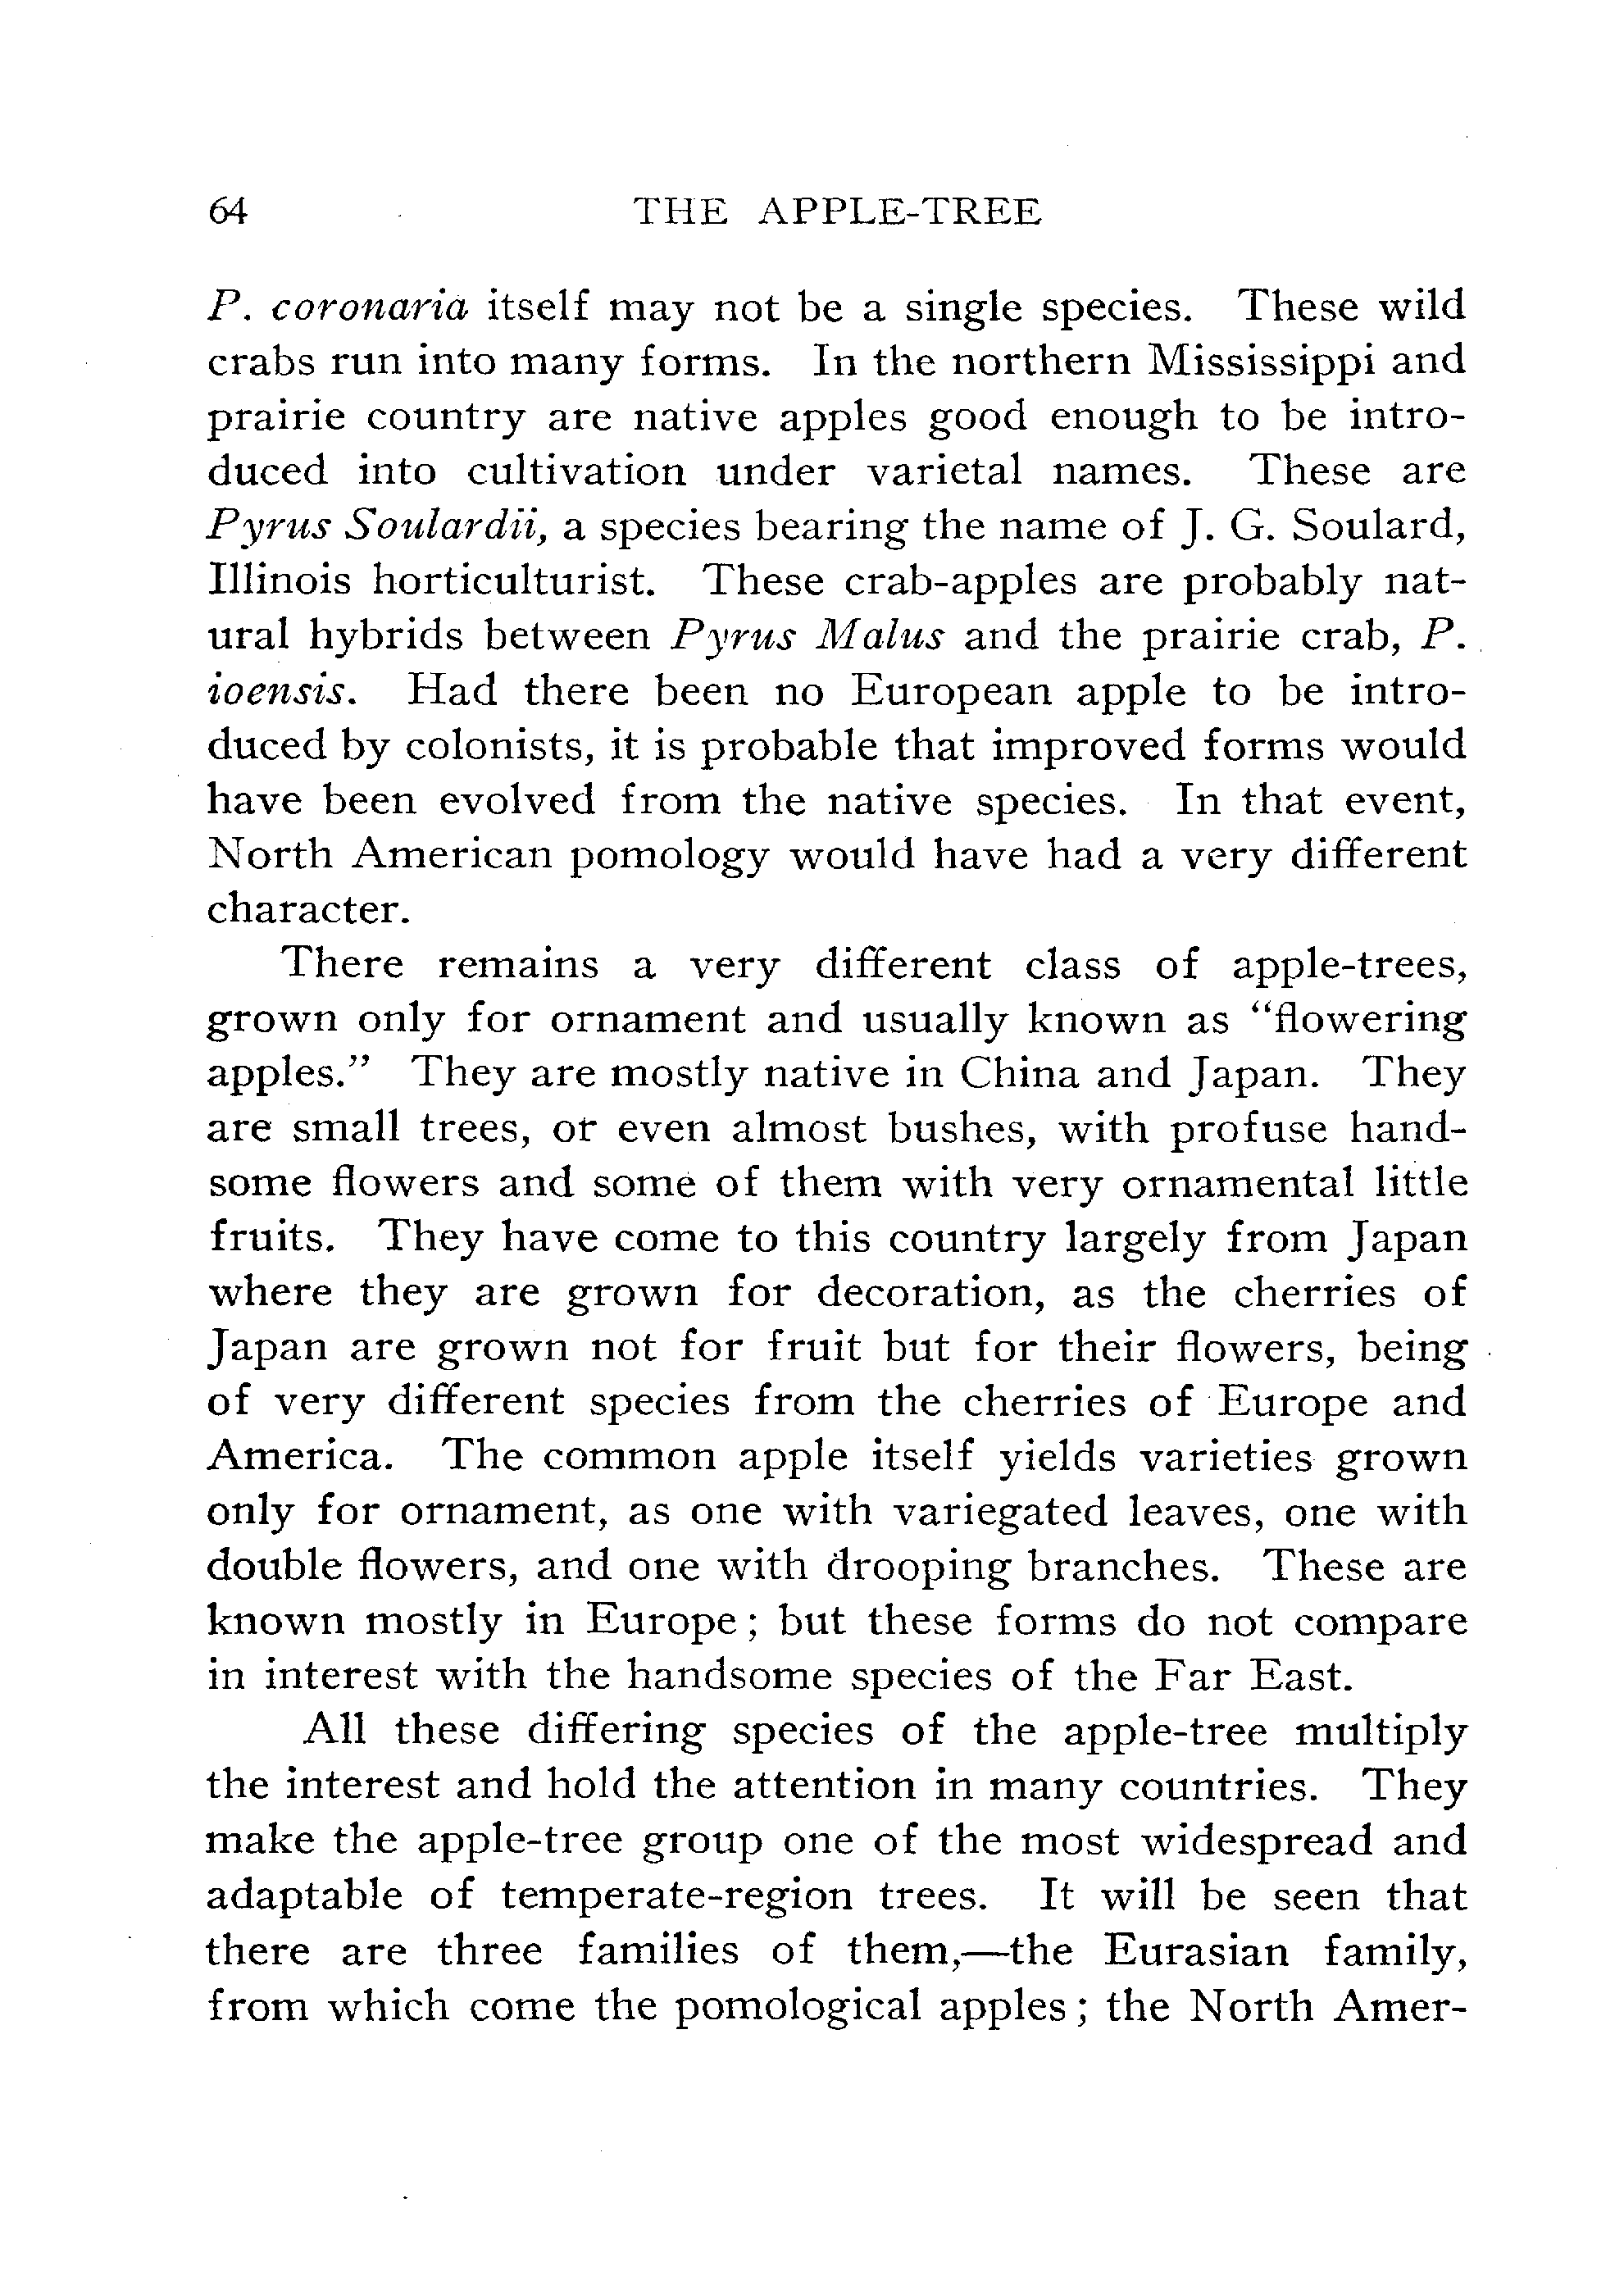 64 THE APPLE-TREE
P. coronaria itself may not be a single species. These wild
crabs run into many forms. In the northern Mississippi and
prairie country are native apples good enough to be intro-
duced into cultivation under varietal names. These are
Pyrus Soulardii, a species bearing the name of J. G. Soulard,
Illinois horticulturist. These crab-apples are probably nat-
ural hybrids between Pyrus Malus and the prairie crab, P.
ioensis. Had there been no European apple to be intro-
duced by colonists, it is probable that improved forms would
have been evolved from the native species. In that event,
North American pomology would have had a very different
character.
There remains a very different class of apple-trees,
grown only for ornament and usually known as “flowering
apples.” They are mostly native in China and Japan. They
are small trees, or even almost bushes, with profuse hand-
some flowers and some of them with very ornamental little
fruits. They have come to this country largely from Japan
where they are grown for decoration, as the cherries of
Japan are grown not for fruit but for their flowers, being
of very different species from the cherries of Europe and
America. The common apple itself yields varieties grown
only for ornament, as one with variegated leaves, one with
double flowers, and one with drooping branches. These are
known mostly in Europe; but these forms do not compare
in interest with the handsome species of the Far East.
All these differing species of the apple-tree multiply
the interest and hold the attention in many countries. They
make the apple-tree group one of the most widespread and
adaptable of temperate-region trees. It will be seen that
there are three families of them,—the Eurasian family,
from which come the pomological apples; the North Amer-